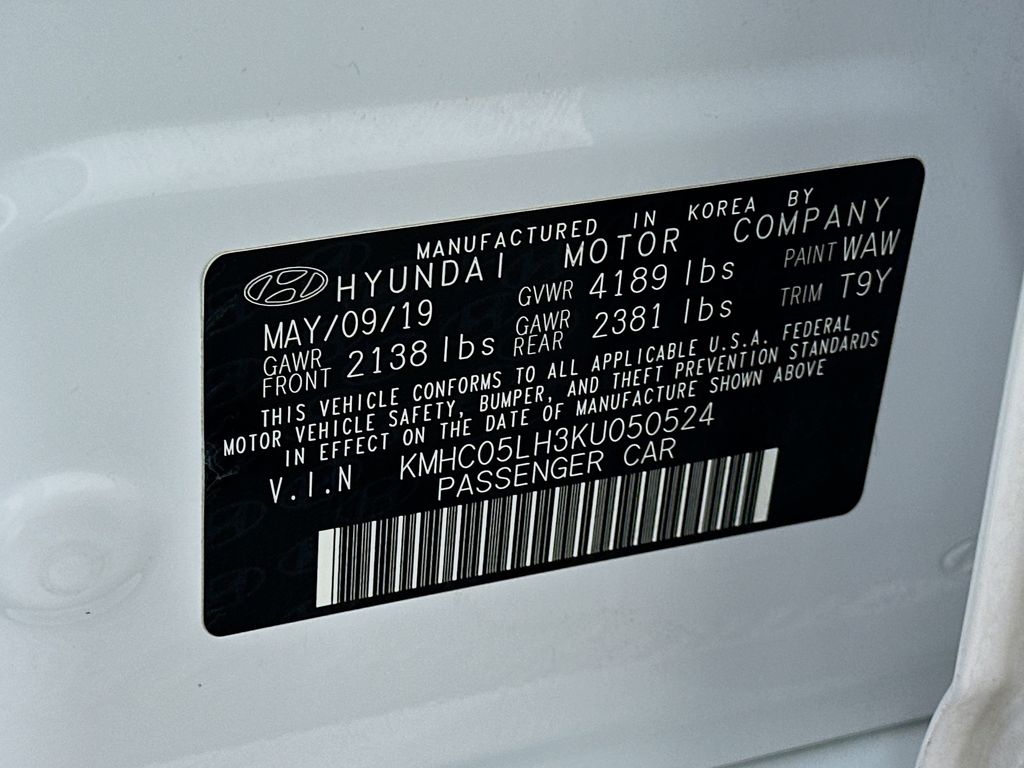 MANUFACTURED IN KOREA BY
HYUNDAI MOTOR COMPANY
MAY/09/19 GVWR 4189 lbs PAINT WAW
GAWR FRONT 2138 lbs GAWR REAR 2381 lbs TRIM T9Y
THIS VEHICLE CONFORMS TO ALL APPLICABLE U.S.A. FEDERAL
MOTOR VEHICLE SAFETY, BUMPER, AND THEFT PREVENTION STANDARDS
IN EFFECT ON THE DATE OF MANUFACTURE SHOWN ABOVE
V.I.N KMHC05LH3KU050524
PASSENGER CAR